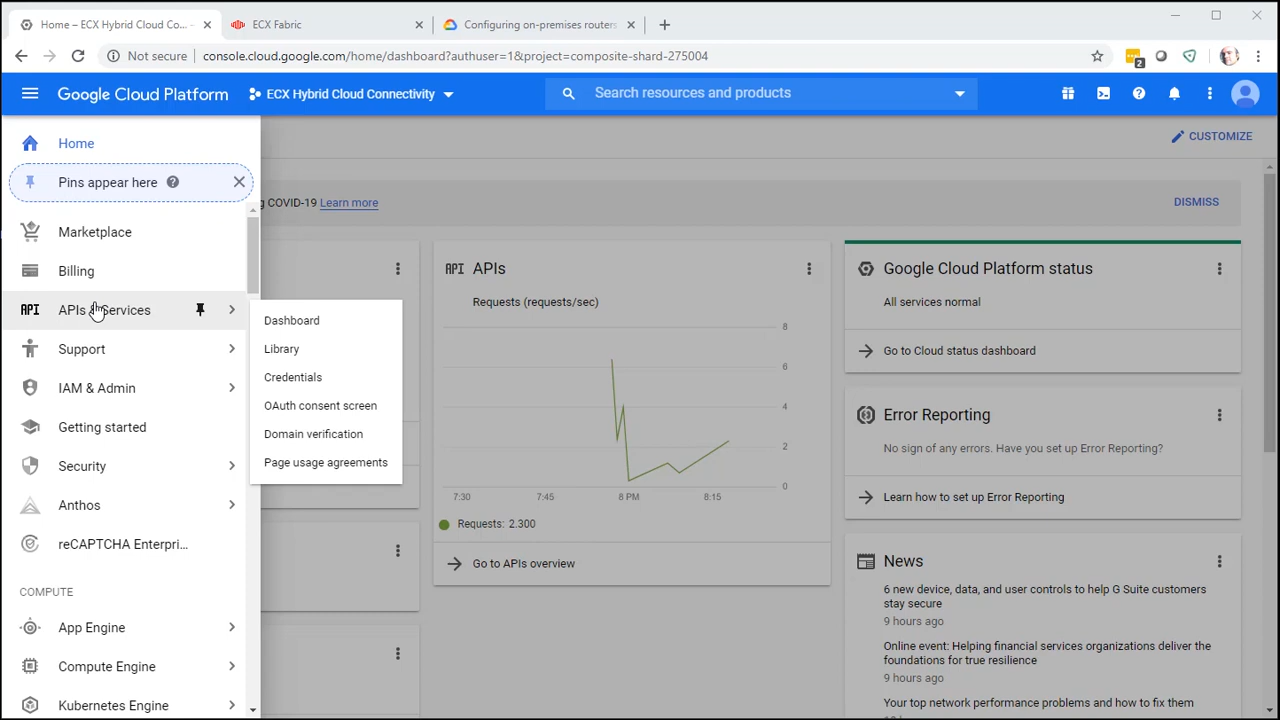 Home – ECX Hybrid Cloud Co...
ECX Fabric
Configuring on-premises routers
Not secure
console.cloud.google.com/home/dashboard?authuser=1&project=composite-shard-275004
2
Google Cloud Platform
ECX Hybrid Cloud Connectivity
Search resources and products
CUSTOMIZE
Home
Pins appear here
Marketplace
Billing
API
APIs & Services
Support
IAM & Admin
Getting started
Security
Anthos
reCAPTCHA Enterpri...
COMPUTE
App Engine
Compute Engine
Kubernetes Engine
Dashboard
Library
Credentials
OAuth consent screen
Domain verification
Page usage agreements
COVID-19 Learn more
DISMISS
API APIs
Requests (requests/sec)
8
6
4
2
0
7:30
7:45
8 PM
8:15
Requests: 2.300
Go to APIs overview
Google Cloud Platform status
All services normal
Go to Cloud status dashboard
Error Reporting
No sign of any errors. Have you set up Error Reporting?
Learn how to set up Error Reporting
News
6 new device, data, and user controls to help G Suite customers
stay secure
9 hours ago
Online event: Helping financial services organizations deliver the
foundations for true resilience
9 hours ago
Your top network performance problems and how to fix them